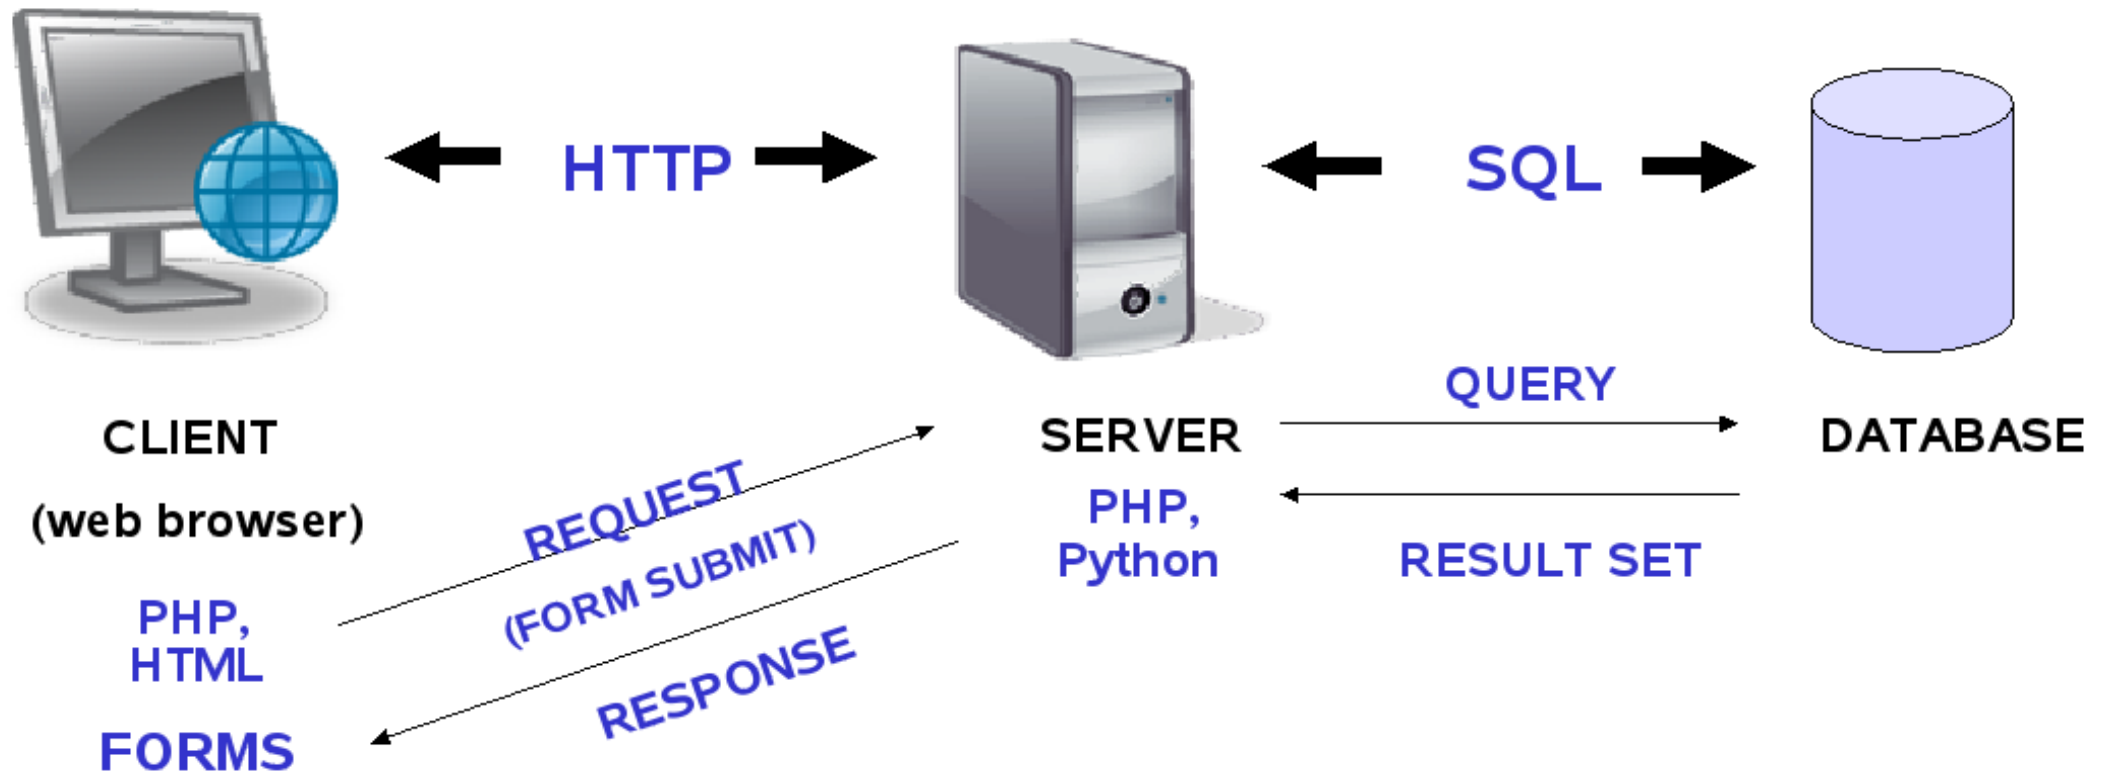 HTTP
SQL
QUERY
CLIENT
SERVER
DATABASE
(web browser)
REQUEST
(FORM SUBMIT)
RESPONSE
PHP,
Python
RESULT SET
PHP,
HTML
FORMS